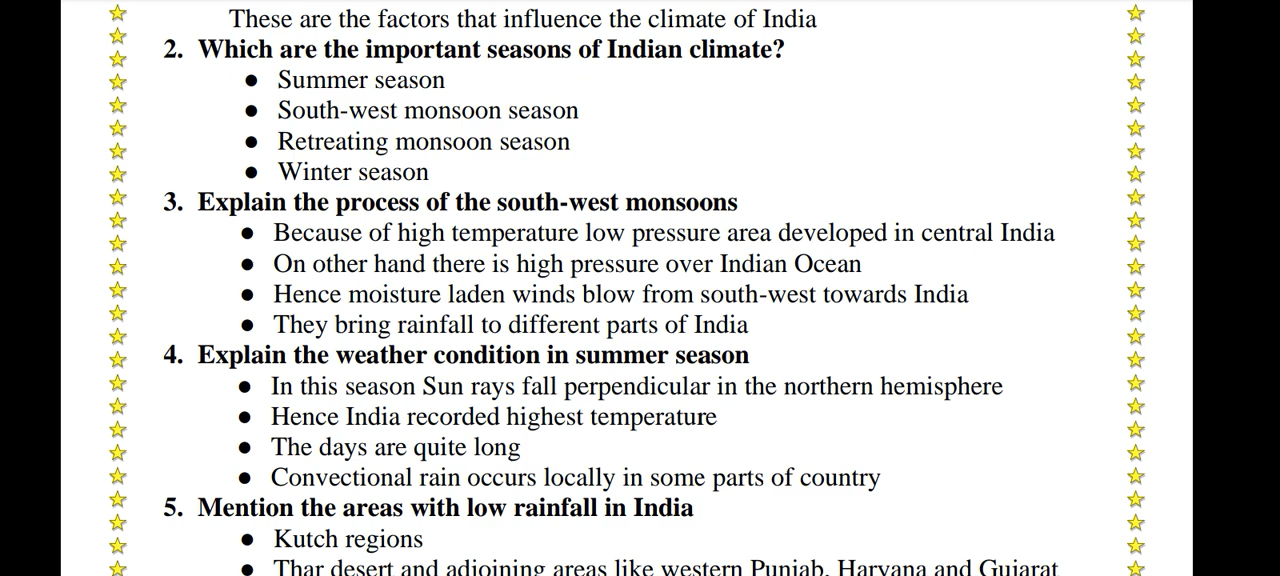 These are the factors that influence the climate of India
2. Which are the important seasons of Indian climate?
● Summer season
● South-west monsoon season
● Retreating monsoon season
● Winter season
3. Explain the process of the south-west monsoons
● Because of high temperature low pressure area developed in central India
● On other hand there is high pressure over Indian Ocean
● Hence moisture laden winds blow from south-west towards India
● They bring rainfall to different parts of India
4. Explain the weather condition in summer season
● In this season Sun rays fall perpendicular in the northern hemisphere
● Hence India recorded highest temperature
● The days are quite long
● Convectional rain occurs locally in some parts of country
5. Mention the areas with low rainfall in India
● Kutch regions
● Thar desert and adjoining areas like western Punjab, Haryana and Gujarat